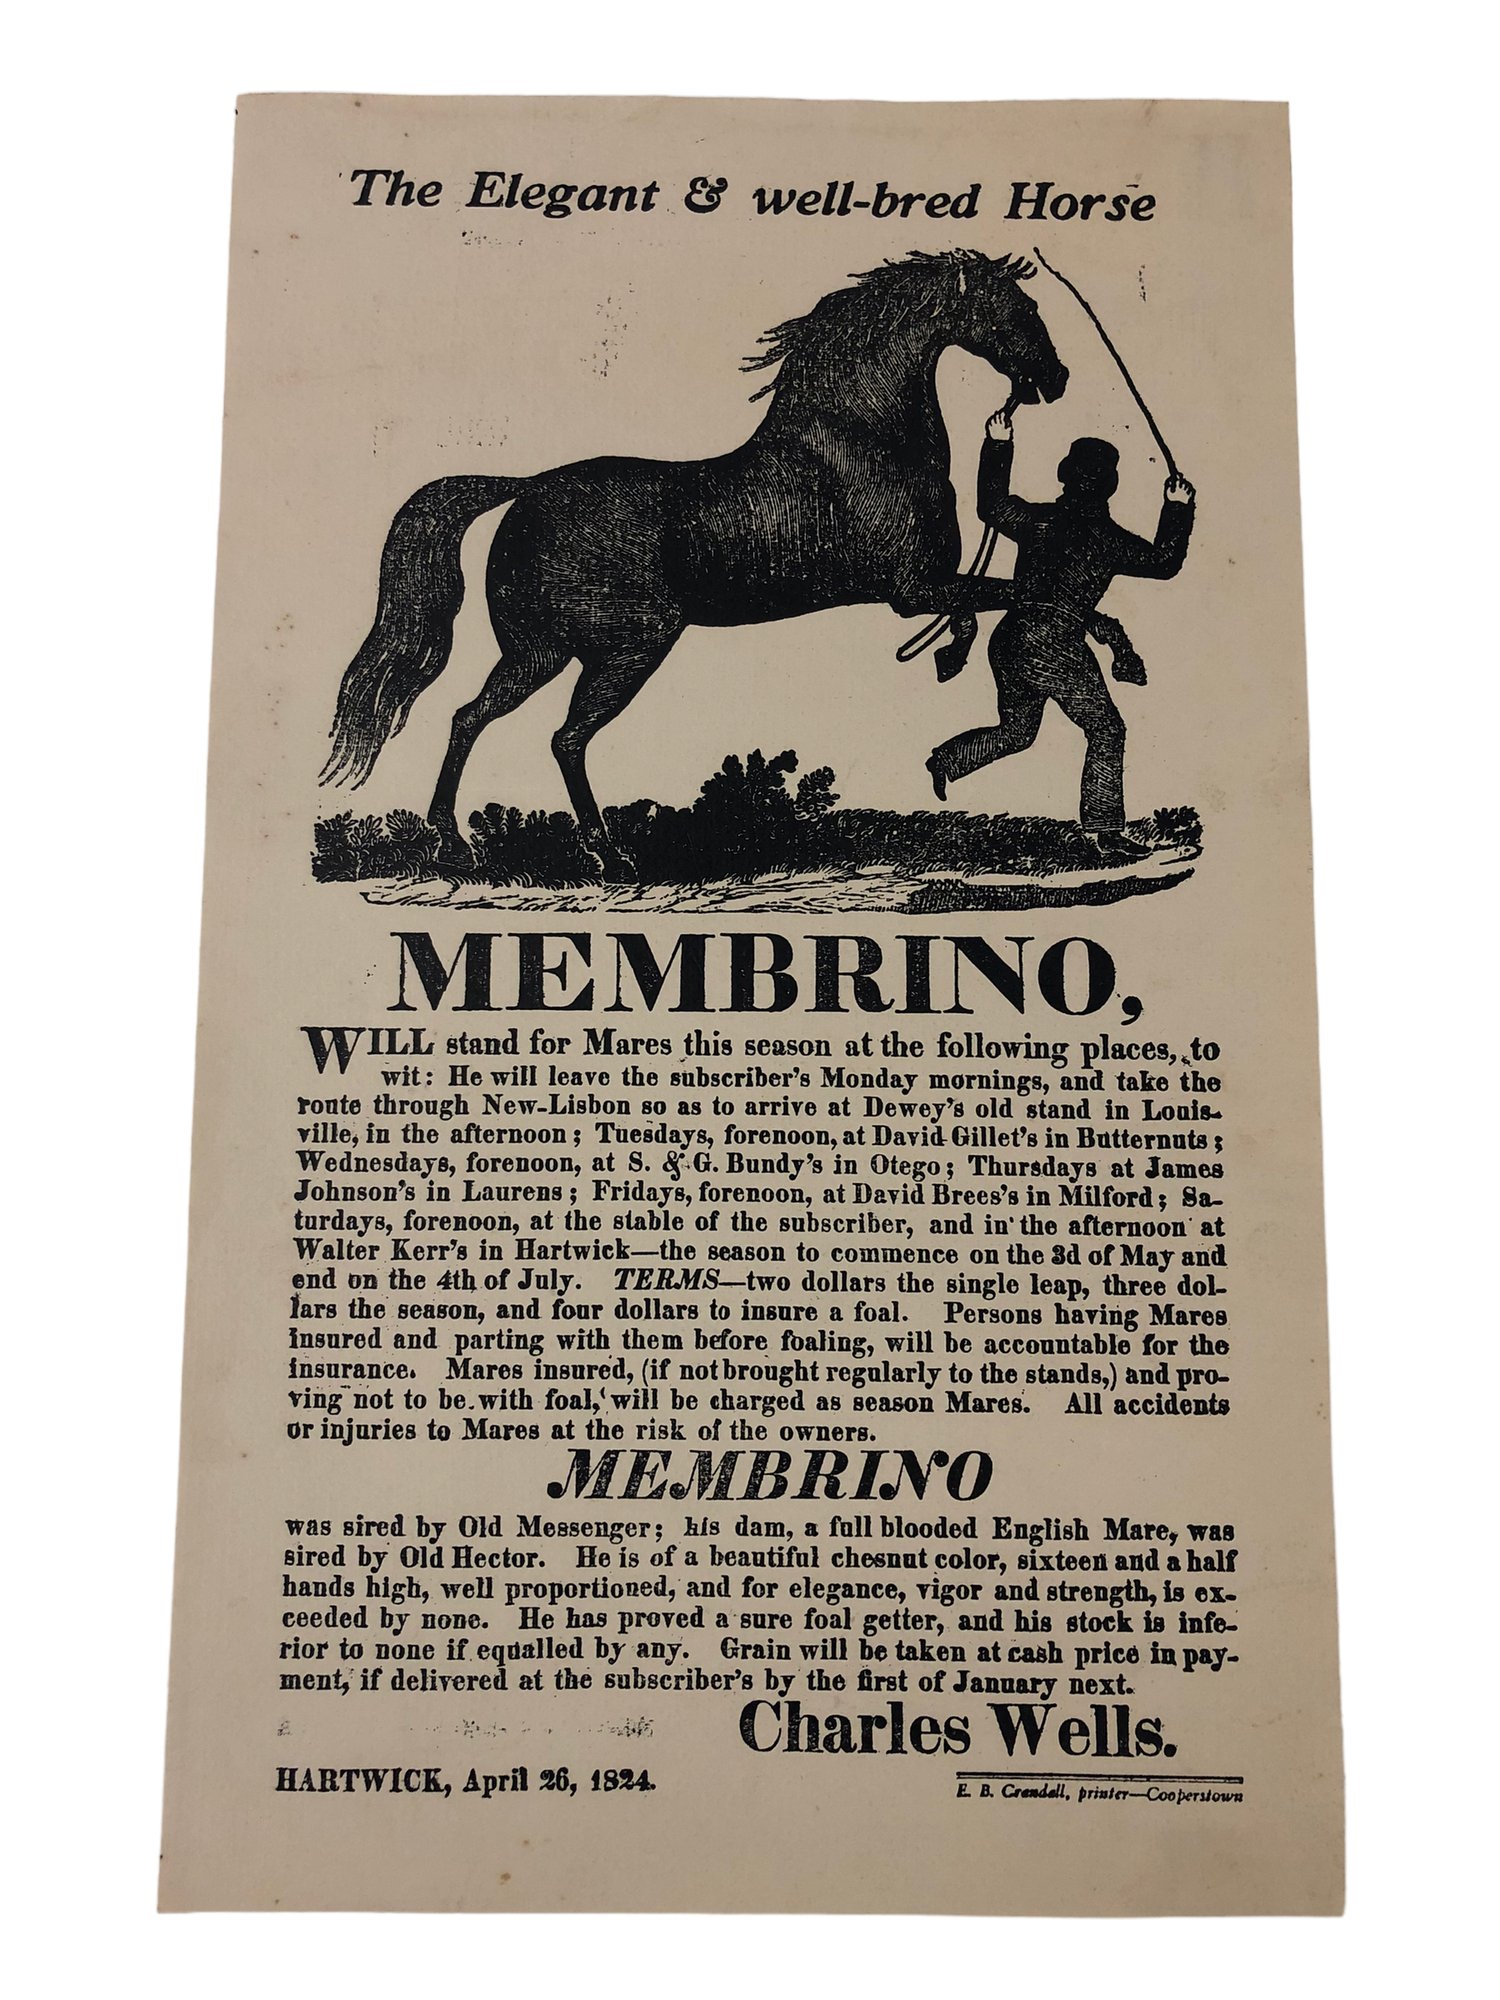 The Elegant & well-bred Horse
MEMBRINO,
WILL stand for Mares this season at the following places, to
wit: He will leave the subscriber's Monday mornings, and take the
route through New-Lisbon so as to arrive at Dewey's old stand in Louis-
ville, in the afternoon; Tuesdays, forenoon, at David Gillet's in Butternuts;
Wednesdays, forenoon, at S. & G. Bundy's in Otego; Thursdays at James
Johnson's in Laurens; Fridays, forenoon, at David Brees's in Milford; Sa-
turdays, forenoon, at the stable of the subscriber, and in the afternoon at
Walter Kerr's in Hartwick—the season to commence on the 3d of May and
end on the 4th of July. TERMS—two dollars the single leap, three dol-
lars the season, and four dollars to insure a foal. Persons having Mares
insured and parting with them before foaling, will be accountable for the
insurance. Mares insured, (if not brought regularly to the stands,) and pro-
ving not to be with foal, will be charged as season Mares. All accidents
or injuries to Mares at the risk of the owners.
MEMBRINO
was sired by Old Messenger; his dam, a full blooded English Mare, was
sired by Old Hector. He is of a beautiful chesnut color, sixteen and a half
hands high, well proportioned, and for elegance, vigor and strength, is ex-
ceeded by none. He has proved a sure foal getter, and his stock is infe-
rior to none if equalled by any. Grain will be taken at cash price in pay-
ment, if delivered at the subscriber's by the first of January next.
Charles Wells.
HARTWICK, April 26, 1824.
E. B. Crandall, printer—Cooperstown